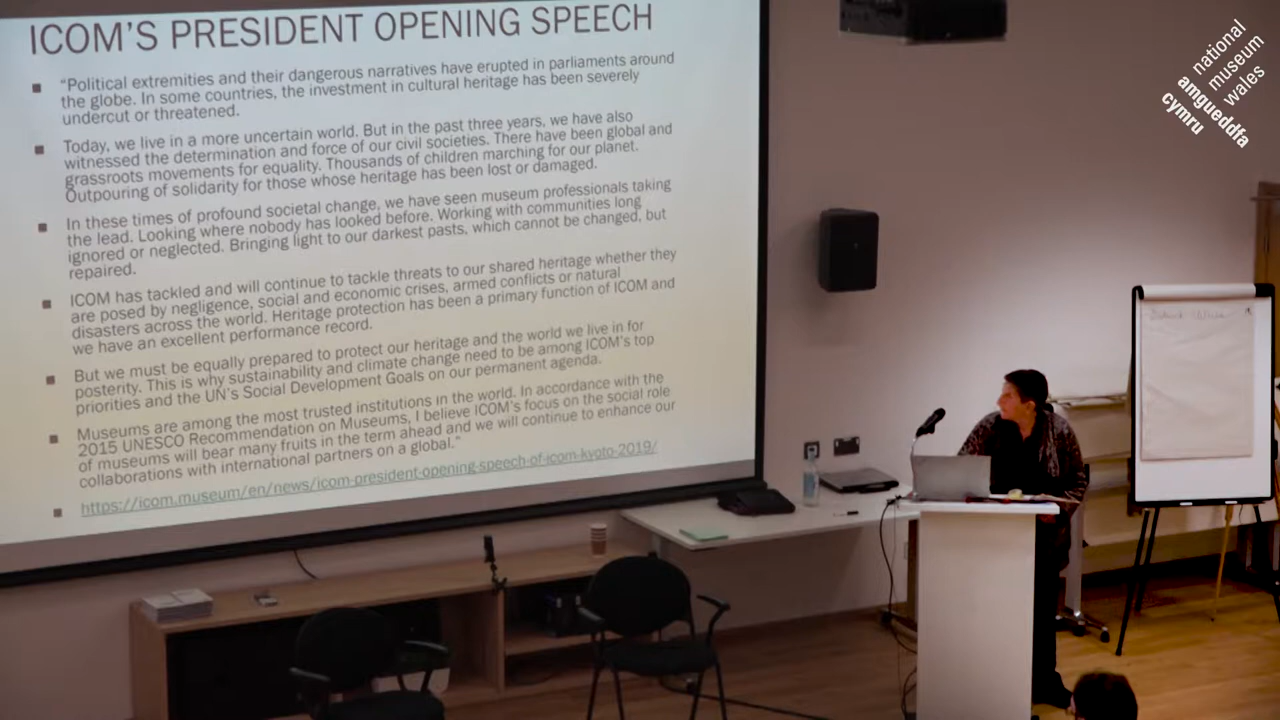 ICOM'S PRESIDENT OPENING SPEECH
"Political extremities and their dangerous narratives have erupted in parliaments around
the globe. In some countries, the investment in cultural heritage has been severely
undercut or threatened.
Today, we live in a more uncertain world. But in the past three years, we have also
witnessed the determination and force of our civil societies. There have been global and
grassroots movements for equality. Thousands of children marching for our planet.
Outpouring of solidarity for those whose heritage has been lost or damaged.
In these times of profound societal change, we have seen museum professionals taking
the lead. Looking where nobody has looked before. Working with communities long
ignored or neglected. Bringing light to our darkest pasts, which cannot be changed, but
repaired.
ICOM has tackled and will continue to tackle threats to our shared heritage whether they
are posed by negligence, social and economic crises, armed conflicts or natural
disasters across the world. Heritage protection has been a primary function of ICOM and
we have an excellent performance record.
But we must be equally prepared to protect our heritage and the world we live in for
posterity. This is why sustainability and climate change need to be among ICOM's top
priorities and the UN's Social Development Goals on our permanent agenda.
Museums are among the most trusted institutions in the world. In accordance with the
2015 UNESCO Recommendation on Museums, I believe ICOM's focus on the social role
of museums will bear many fruits in the term ahead and we will continue to enhance our
collaborations with international partners on a global."
https://icom.museum/en/news/icom-president-opening-speech-of-icom-kyoto-2019/
national
museum
wales
amgueddfa
cymru